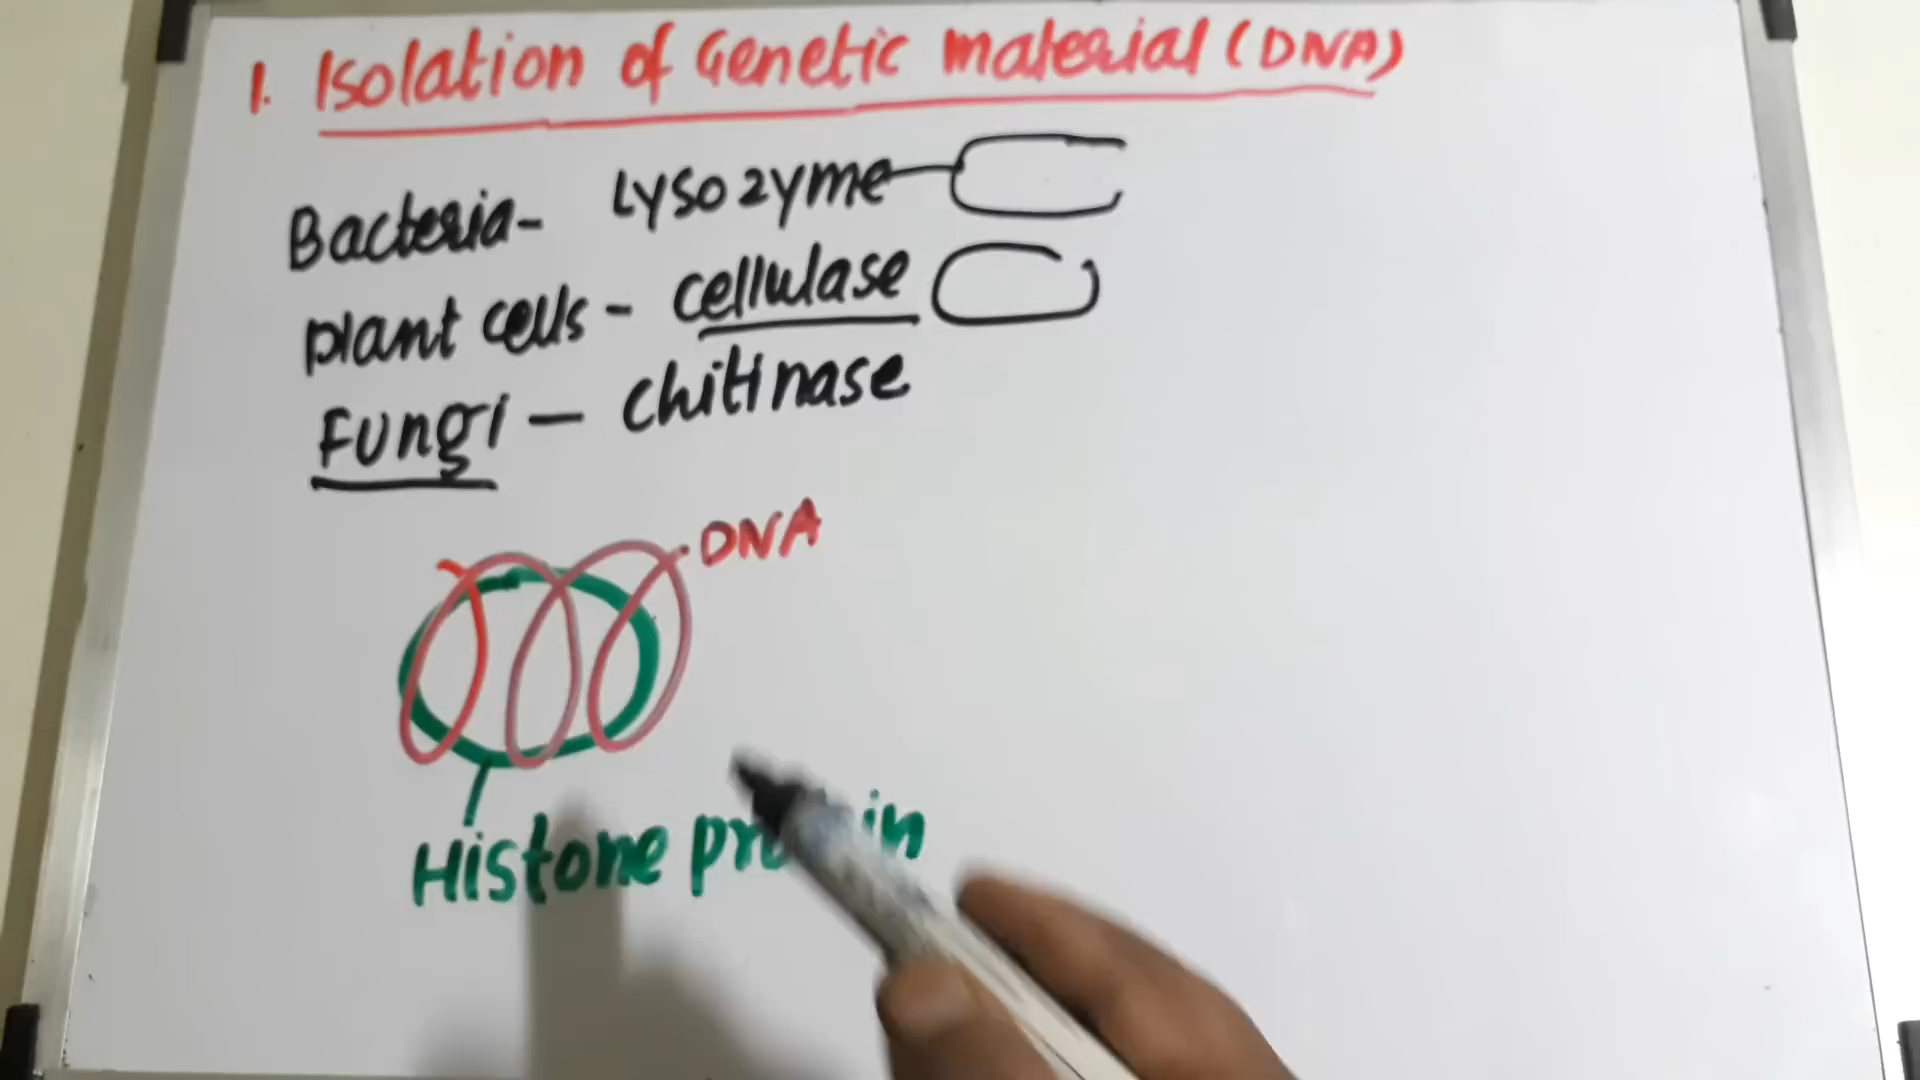 1. Isolation of Genetic material (DNA)
Bacteria- Lysozyme
plant cells - cellulase
Fungi - chitinase
DNA
Histone